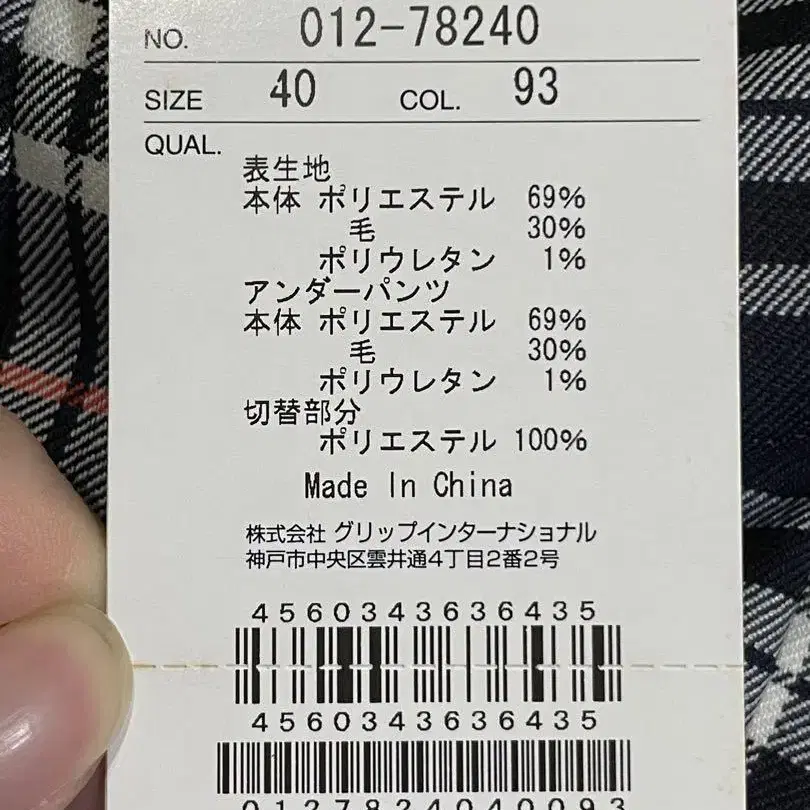 NO. 012-78240
SIZE 40 COL. 93
QUAL.
表生地
本体 ポリエステル 69%
毛 30%
ポリウレタン 1%
アンダーパンツ
本体 ポリエステル 69%
毛 30%
ポリウレタン 1%
切替部分
ポリエステル 100%
Made In China
株式会社 グリップインターナショナル
神戸市中央区雲井通4丁目2番2号
4560343636435
4560343636435
0127824040093